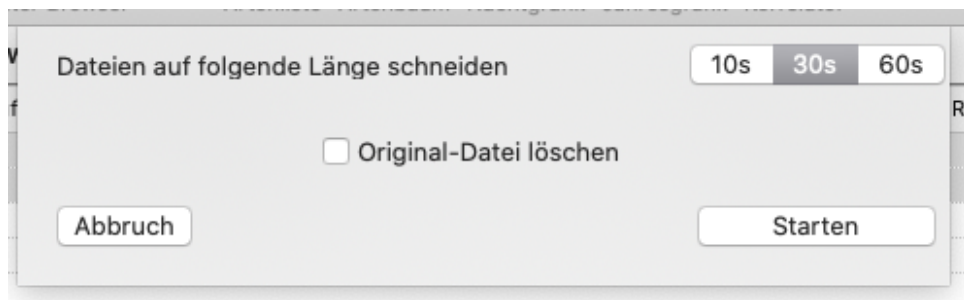 Dateien auf folgende Länge schneiden 10s 30s 60s
Original-Datei löschen
Abbruch Starten